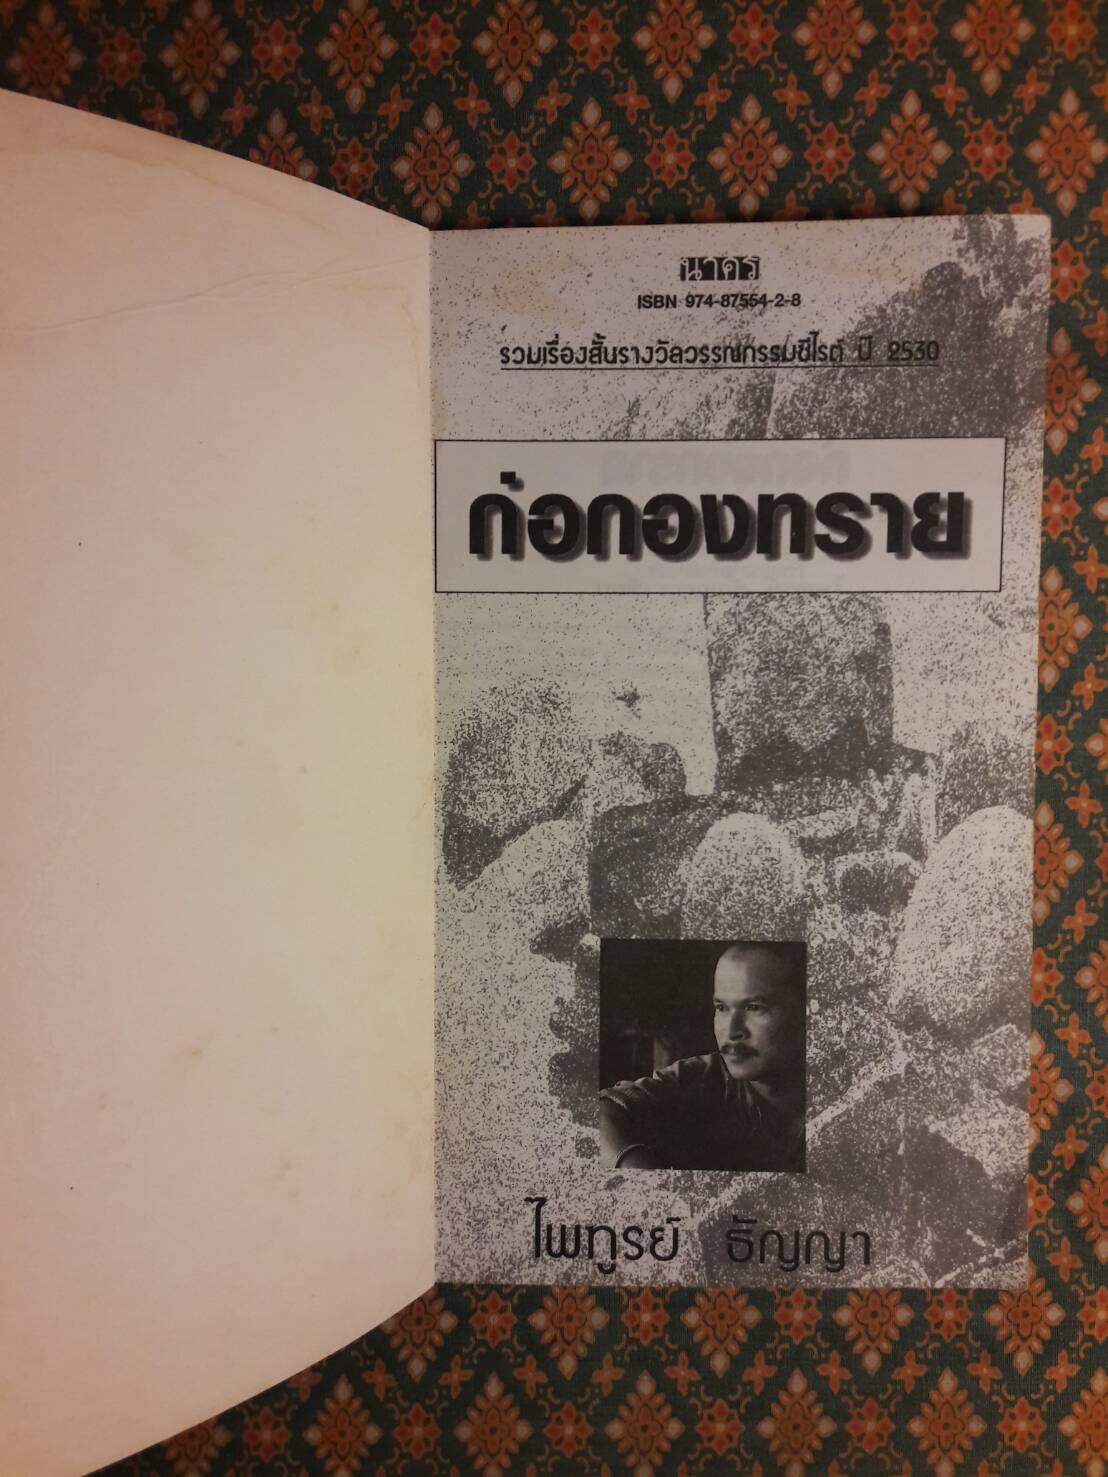 นาคร
ISBN 974-87554-2-8
รวมเรื่องสั้นรางวัลวรรณกรรมซีไรต์ ปี 2530
ก่อกองทราย
ไพฑูรย์ ธัญญา